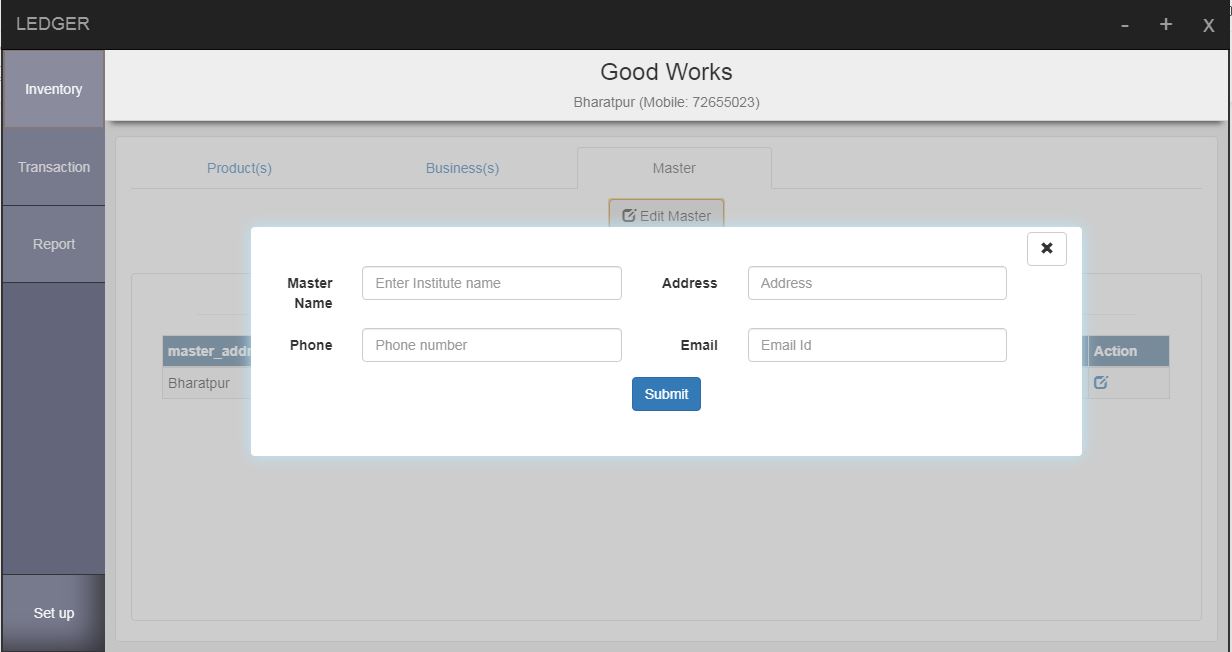 LEDGER
- + X
Inventory
Good Works
Bharatpur (Mobile: 72655023)
Transaction
Product(s) Business(s) Master
Edit Master
Report
Master Name
Enter Institute name
Address
Address
Phone
Phone number
Email
Email Id
Submit
master_addr
Action
Bharatpur
Set up